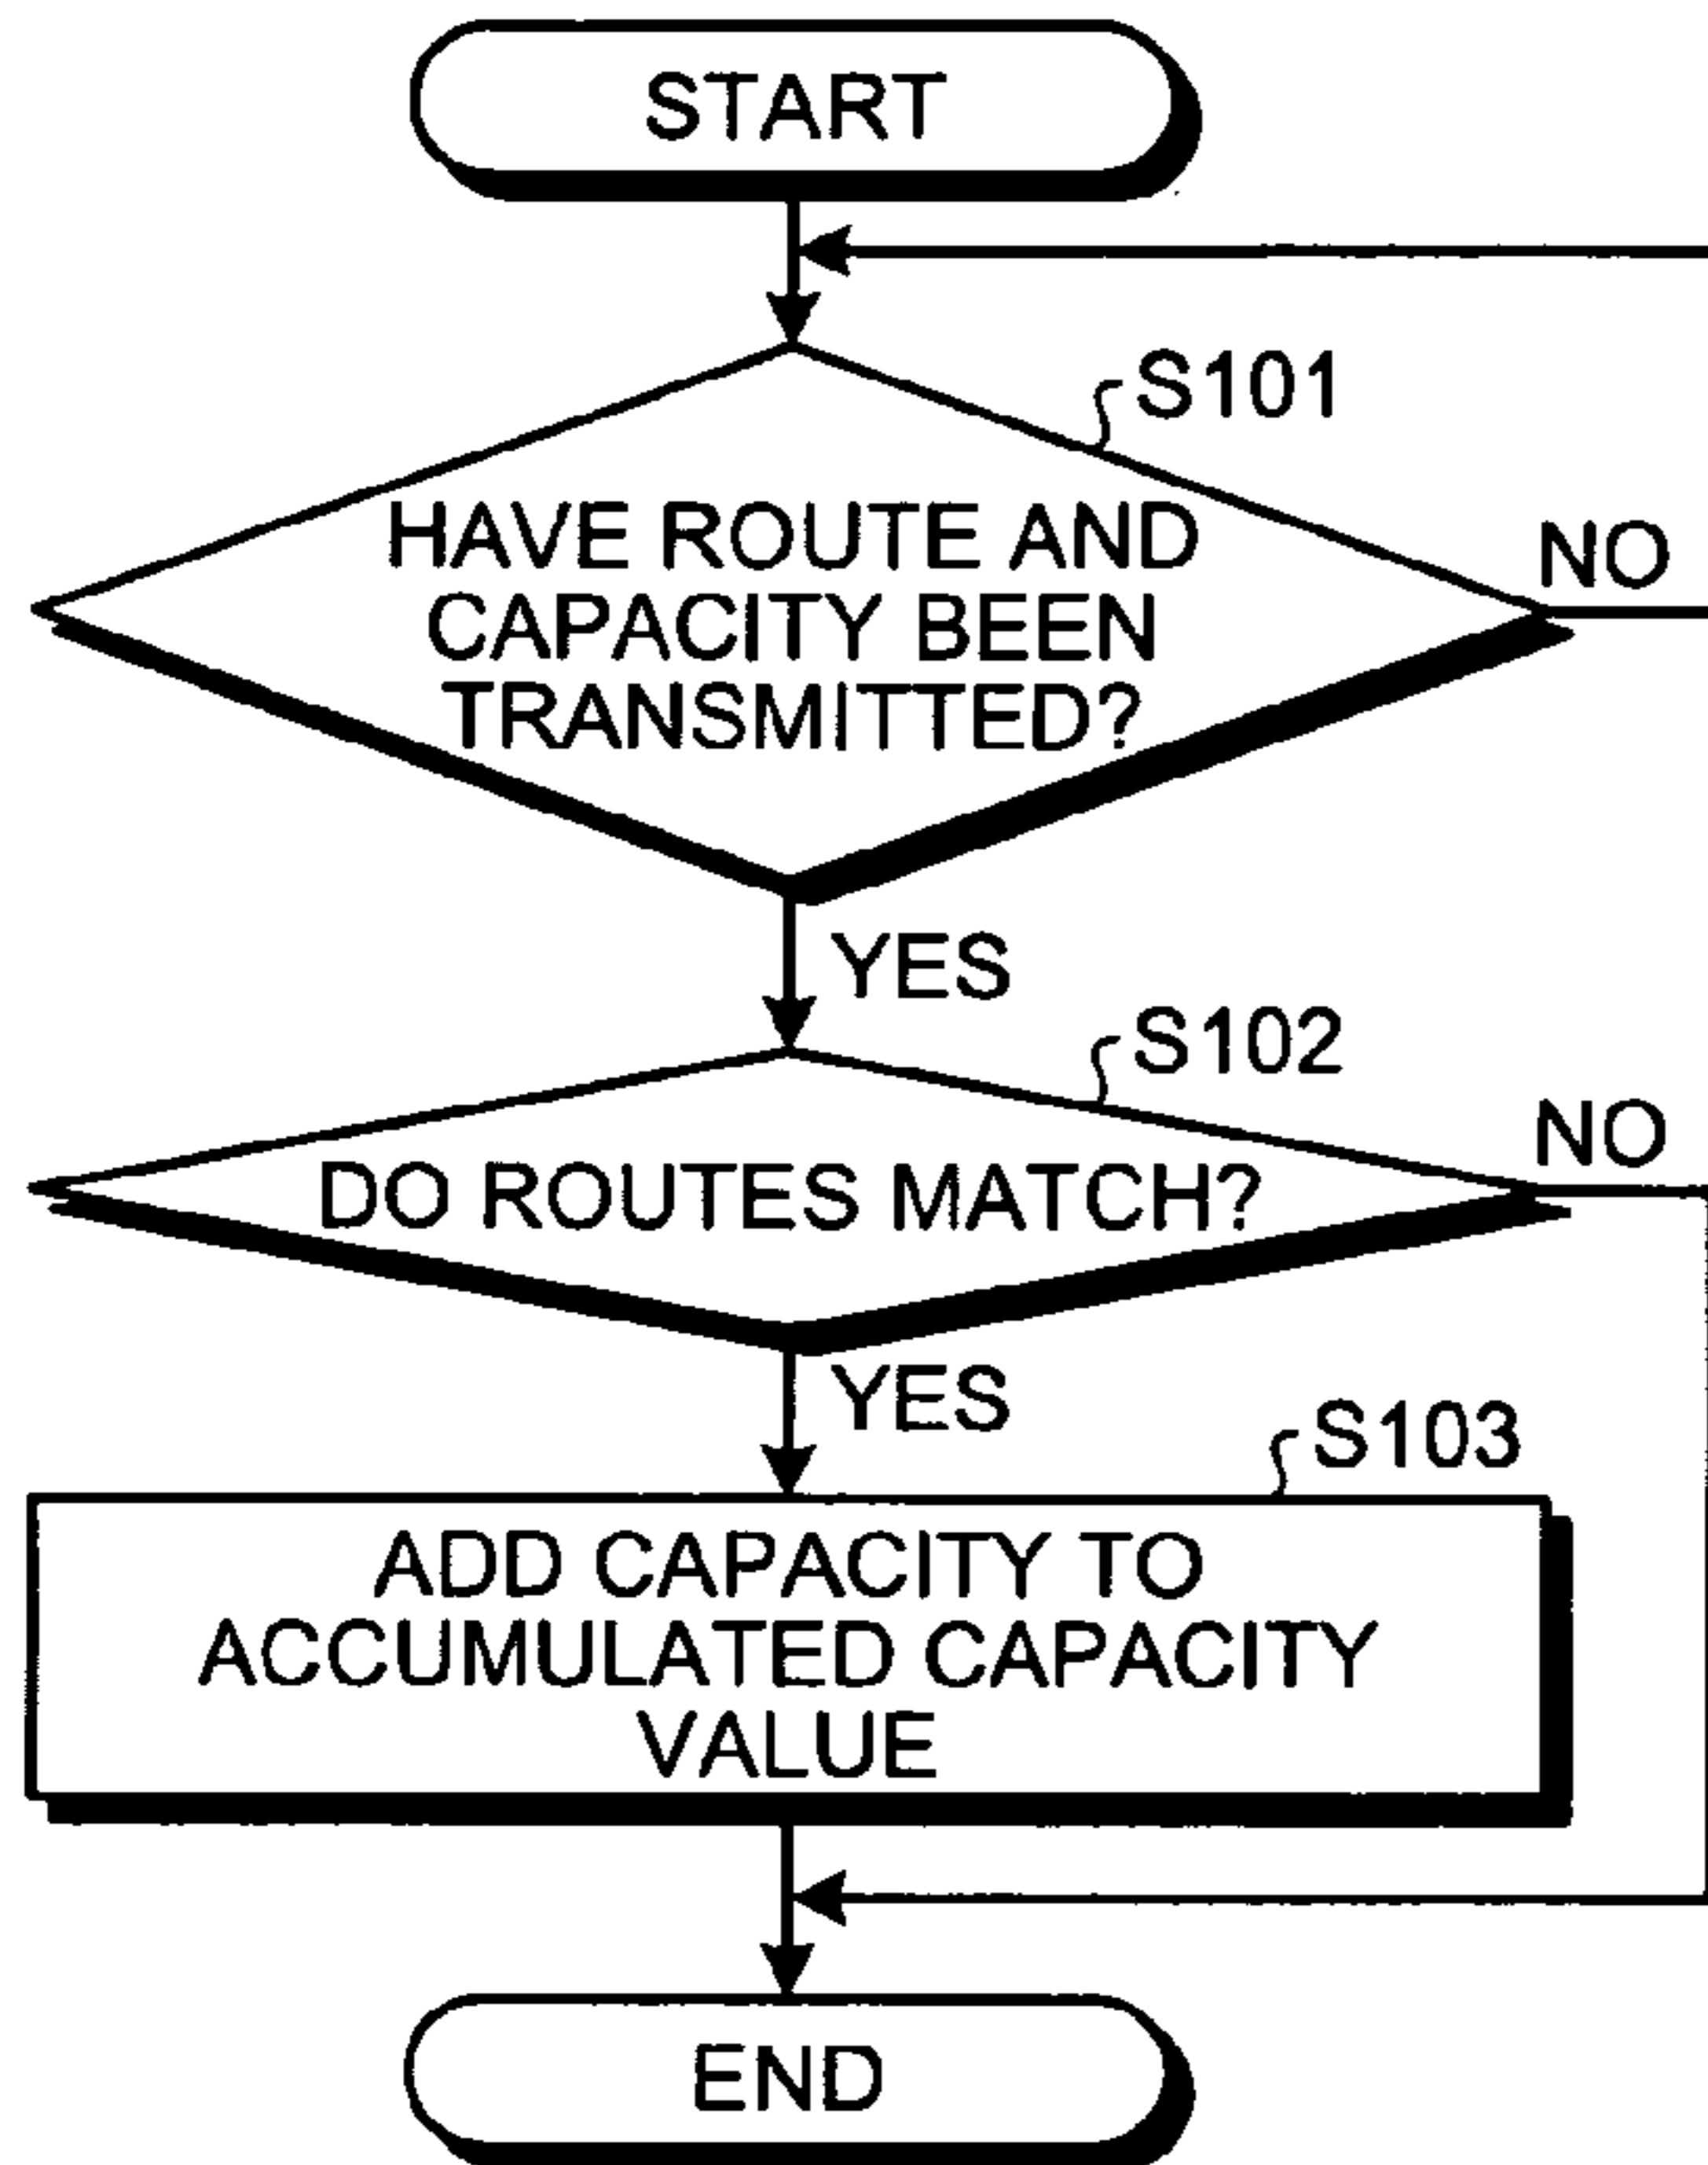 START
S101
HAVE ROUTE AND
CAPACITY BEEN
TRANSMITTED?
NO
YES
S102
DO ROUTES MATCH?
NO
YES
S103
ADD CAPACITY TO
ACCUMULATED CAPACITY
VALUE
END